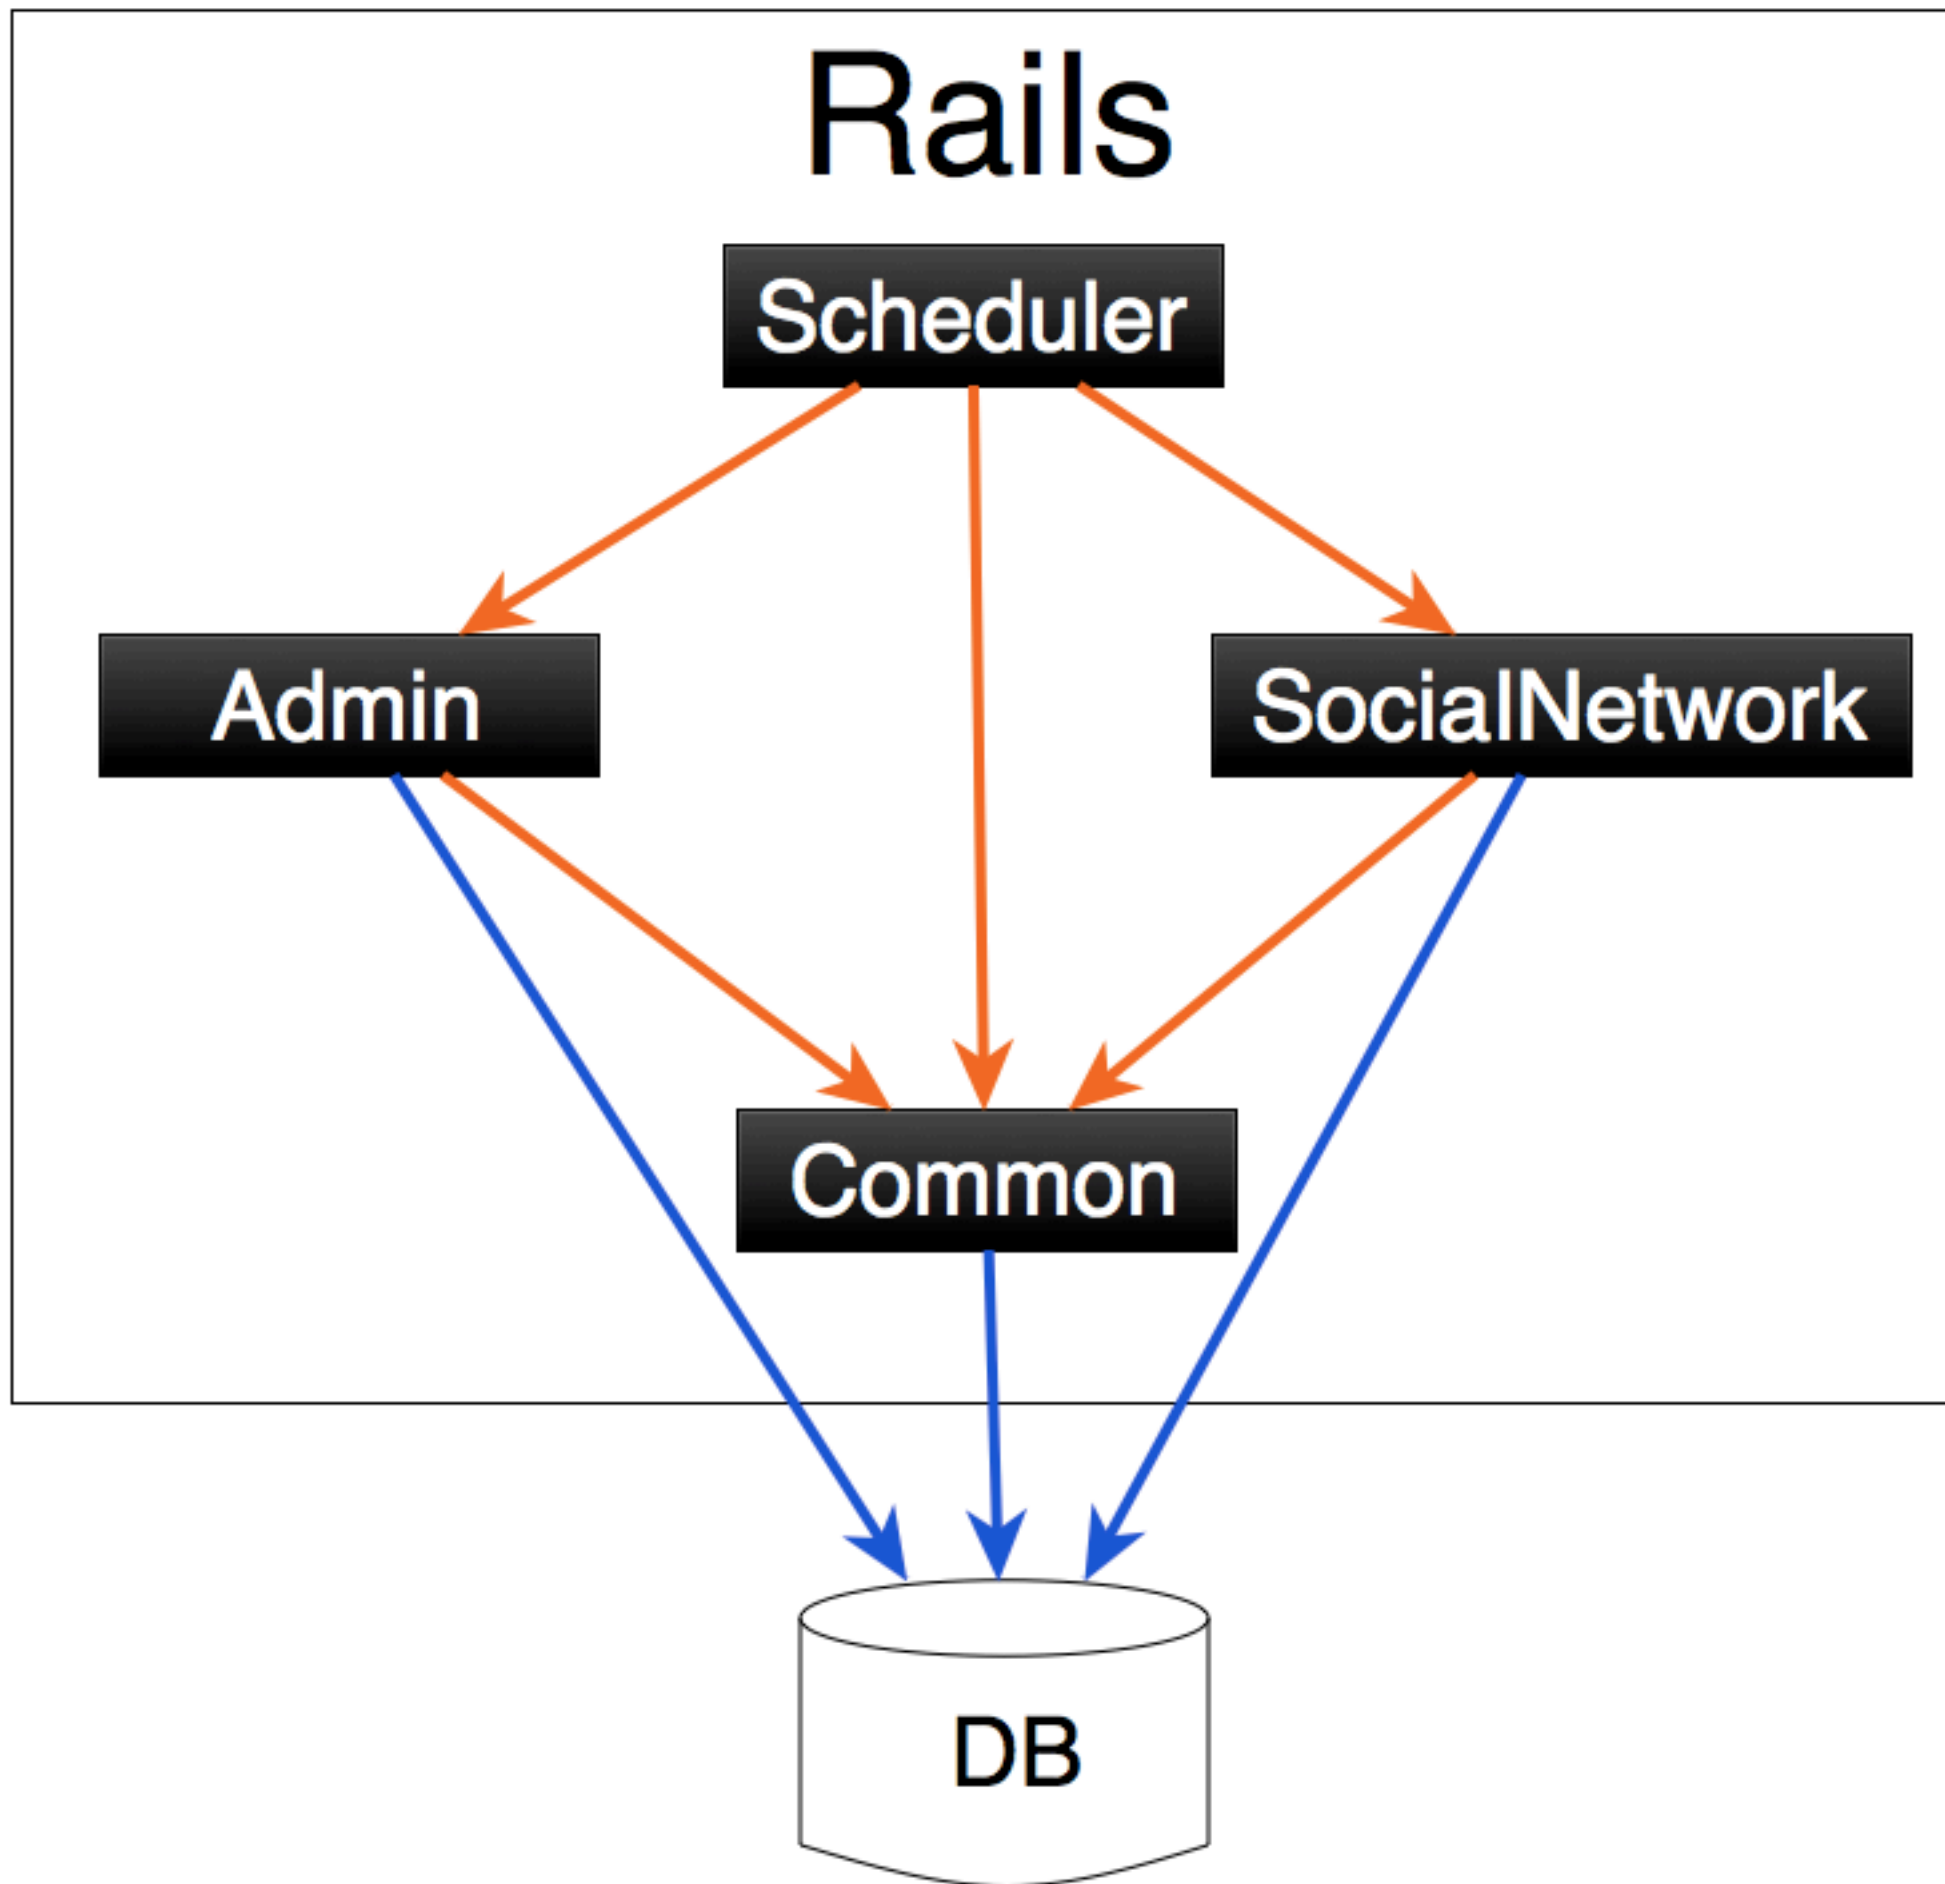 Rails
Scheduler
Admin
SocialNetwork
Common
DB